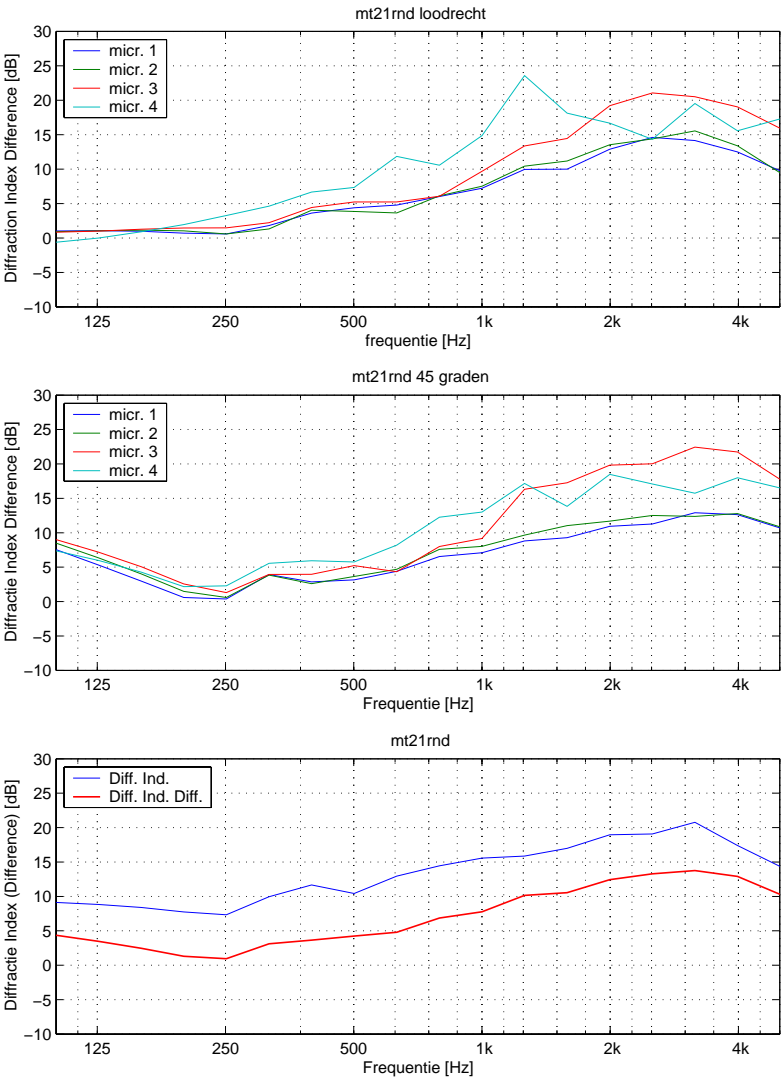 mt21rnd loodrecht
Diffraction Index Difference [dB]
30
25
20
15
10
5
0
−5
−10
micr. 1
micr. 2
micr. 3
micr. 4
125 250 500 1k 2k 4k
frequentie [Hz]
mt21rnd 45 graden
Diffractie Index Difference [dB]
30
25
20
15
10
5
0
−5
−10
micr. 1
micr. 2
micr. 3
micr. 4
125 250 500 1k 2k 4k
Frequentie [Hz]
mt21rnd
Diffractie Index (Difference) [dB]
30
25
20
15
10
5
0
−5
−10
Diff. Ind.
Diff. Ind. Diff.
125 250 500 1k 2k 4k
Frequentie [Hz]